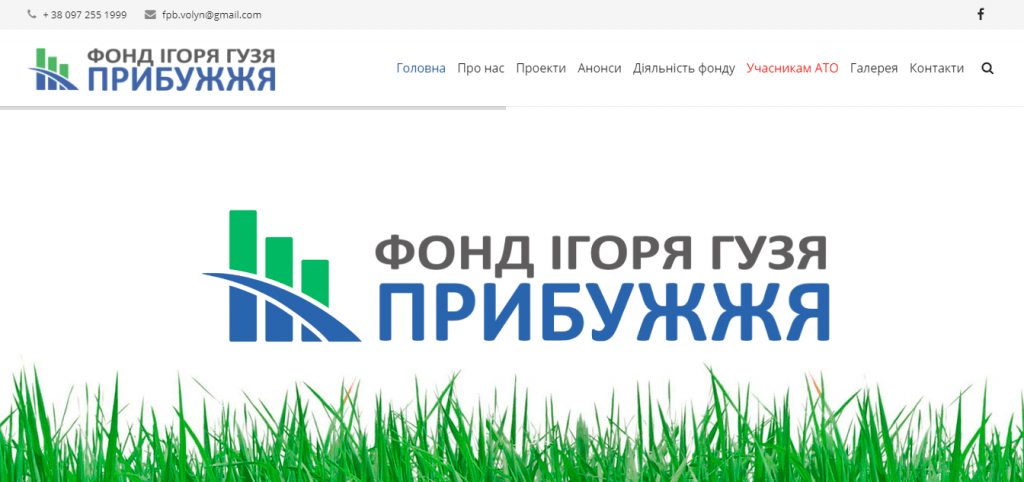 + 38 097 255 1999 fpb.volyn@gmail.com
ФОНД ІГОРЯ ГУЗЯ
ПРИБУЖЖЯ
Головна Про нас Проекти Анонси Діяльність фонду Учасникам АТО Галерея Контакти
ФОНД ІГОРЯ ГУЗЯ
ПРИБУЖЖЯ